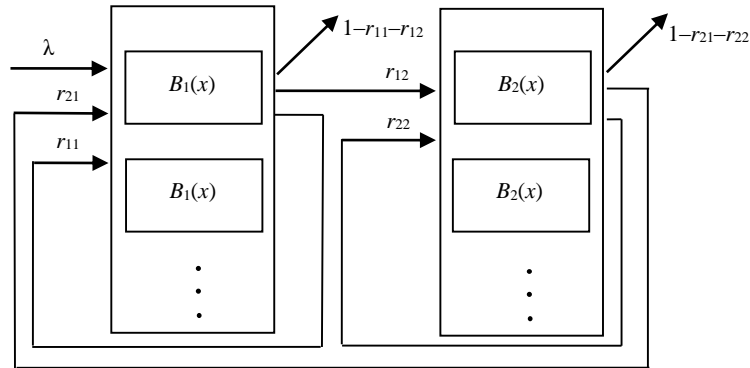 λ
r21
r11
B1(x)
B1(x)
1–r11–r12
r12
r22
B2(x)
B2(x)
1–r21–r22